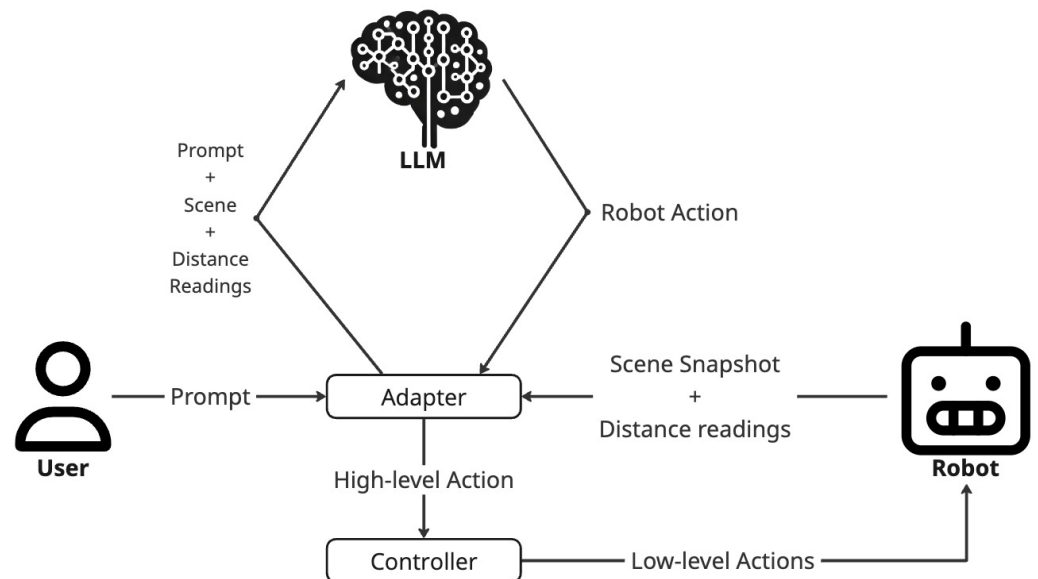 LLM
Prompt
+
Scene
+
Distance
Readings
Robot Action
User
Prompt
Adapter
Scene Snapshot
+
Distance readings
Robot
High-level Action
Controller
Low-level Actions